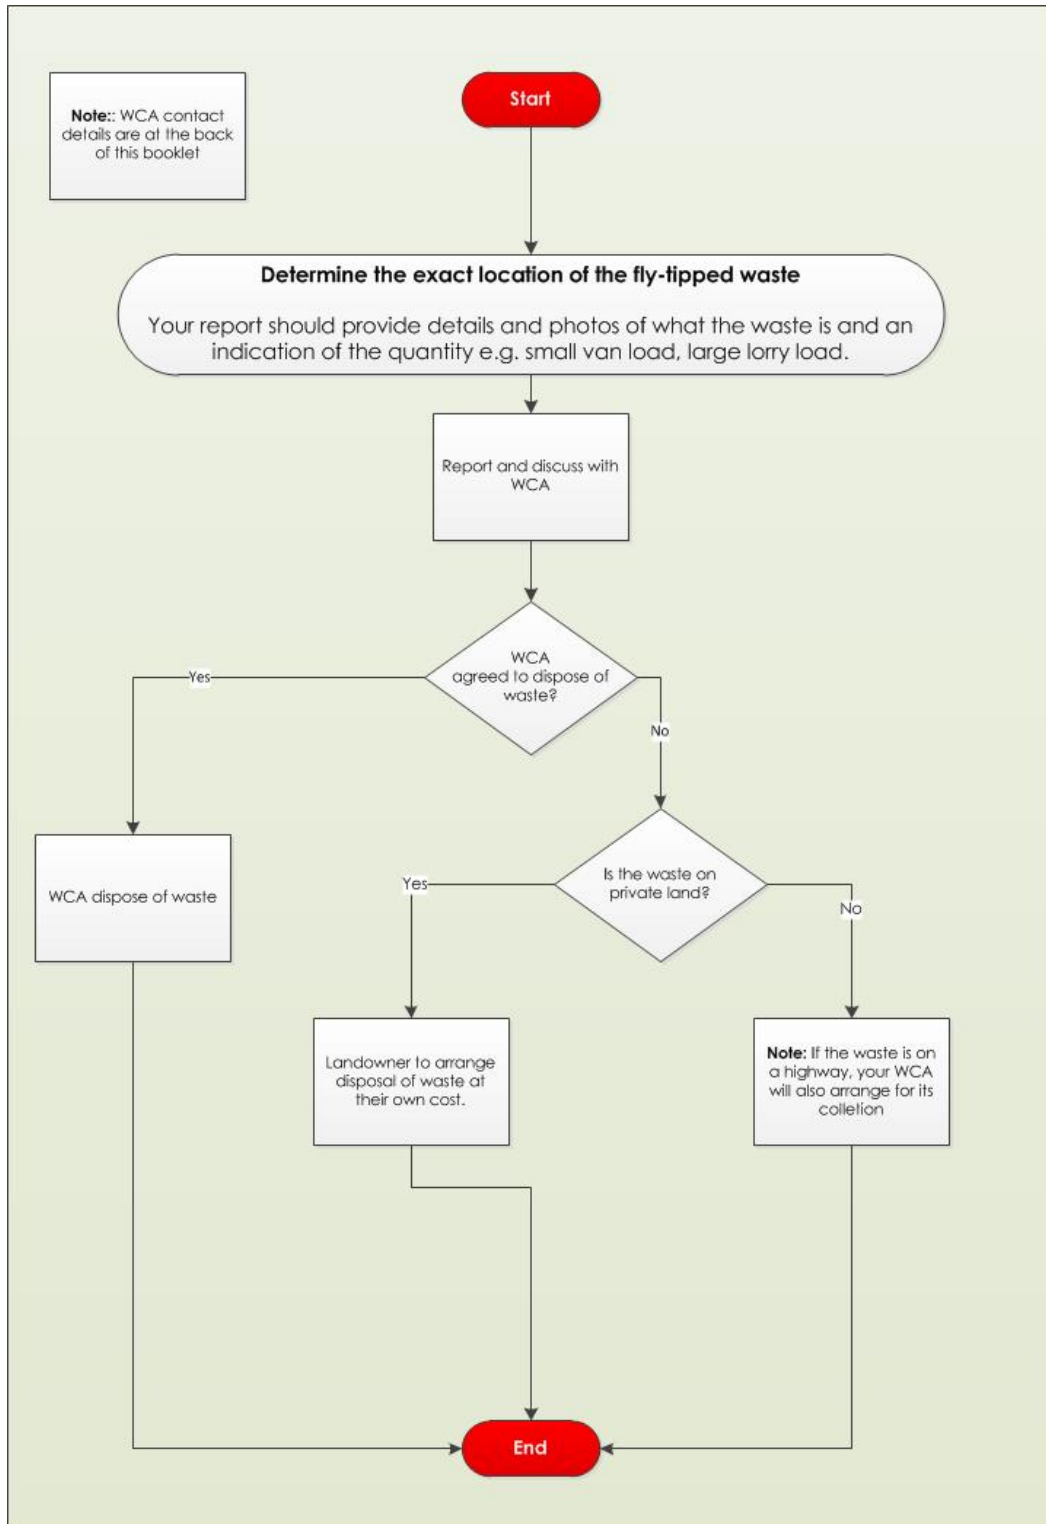 Note:: WCA contact
details are at the back
of this booklet
Start
Determine the exact location of the fly-tipped waste
Your report should provide details and photos of what the waste is and an
indication of the quantity e.g. small van load, large lorry load.
Report and discuss with
WCA
WCA
agreed to dispose of
waste?
Yes
No
WCA dispose of waste
Is the waste on
private land?
Yes
No
Landowner to arrange
disposal of waste at
their own cost.
Note: If the waste is on
a highway, your WCA
will also arrange for its
colletion
End